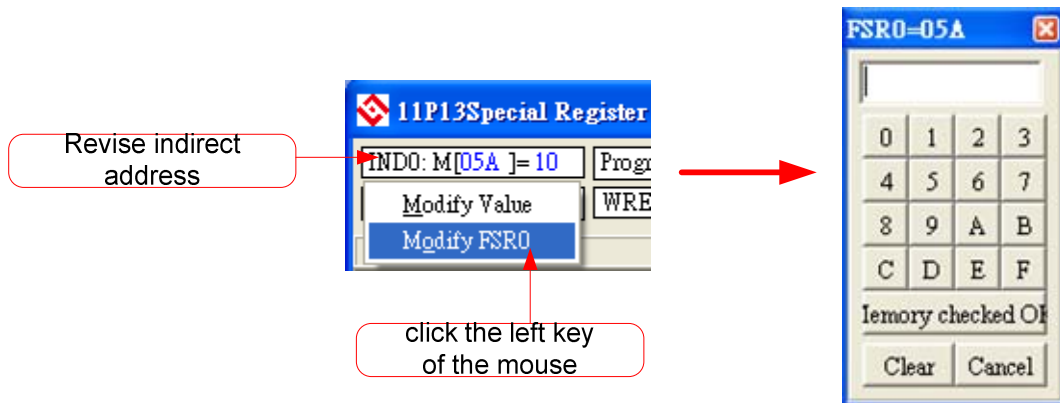 Revise indirect
address
11P13Special Register
IND0: M[05A ]= 10
Progr
Modify Value
WRE
Modify FSR0
click the left key
of the mouse
FSR0=05A
0 1 2 3
4 5 6 7
8 9 A B
C D E F
Iemory checked OI
Clear Cancel